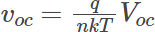 v_{oc} = \frac{q}{nkT} V_{oc}